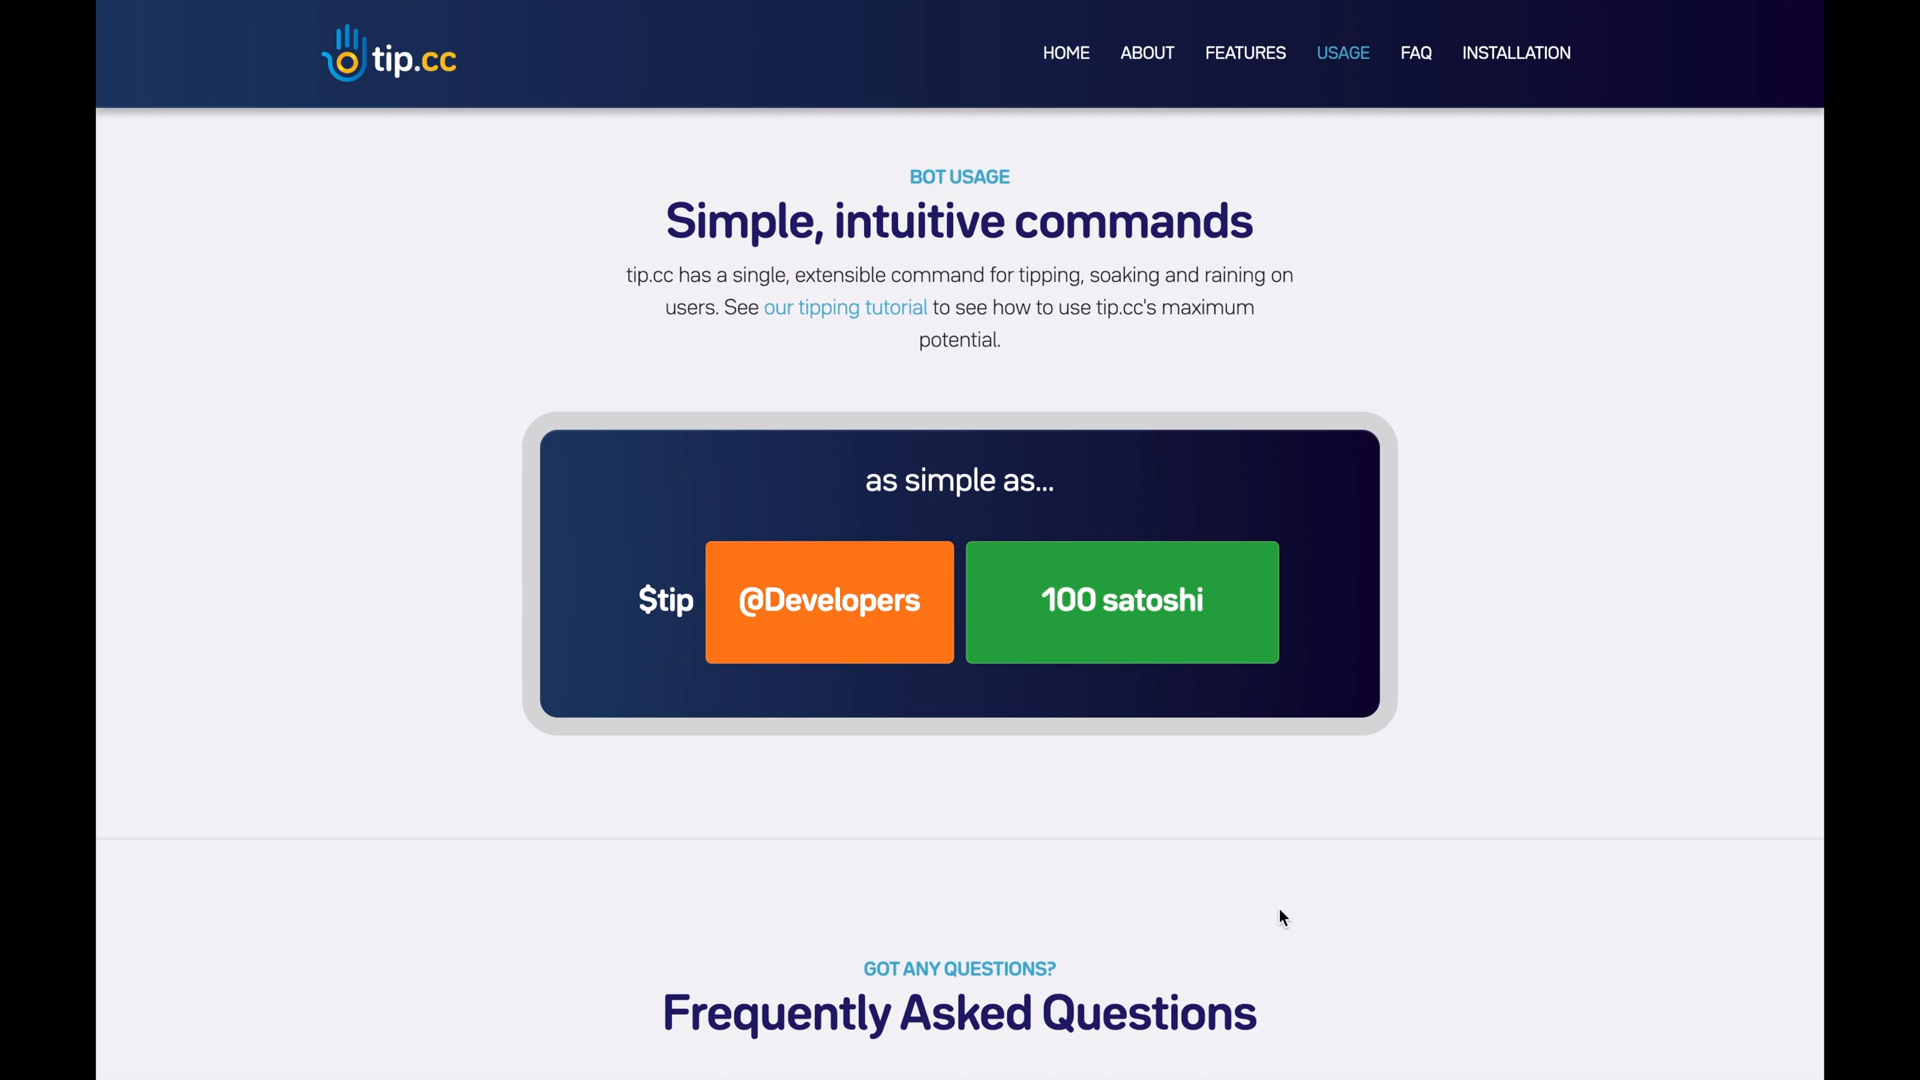 tip.cc
HOME ABOUT FEATURES USAGE FAQ INSTALLATION
BOT USAGE
Simple, intuitive commands
tip.cc has a single, extensible command for tipping, soaking and raining on
users. See our tipping tutorial to see how to use tip.cc's maximum
potential.
as simple as...
$tip @Developers 100 satoshi
GOT ANY QUESTIONS?
Frequently Asked Questions